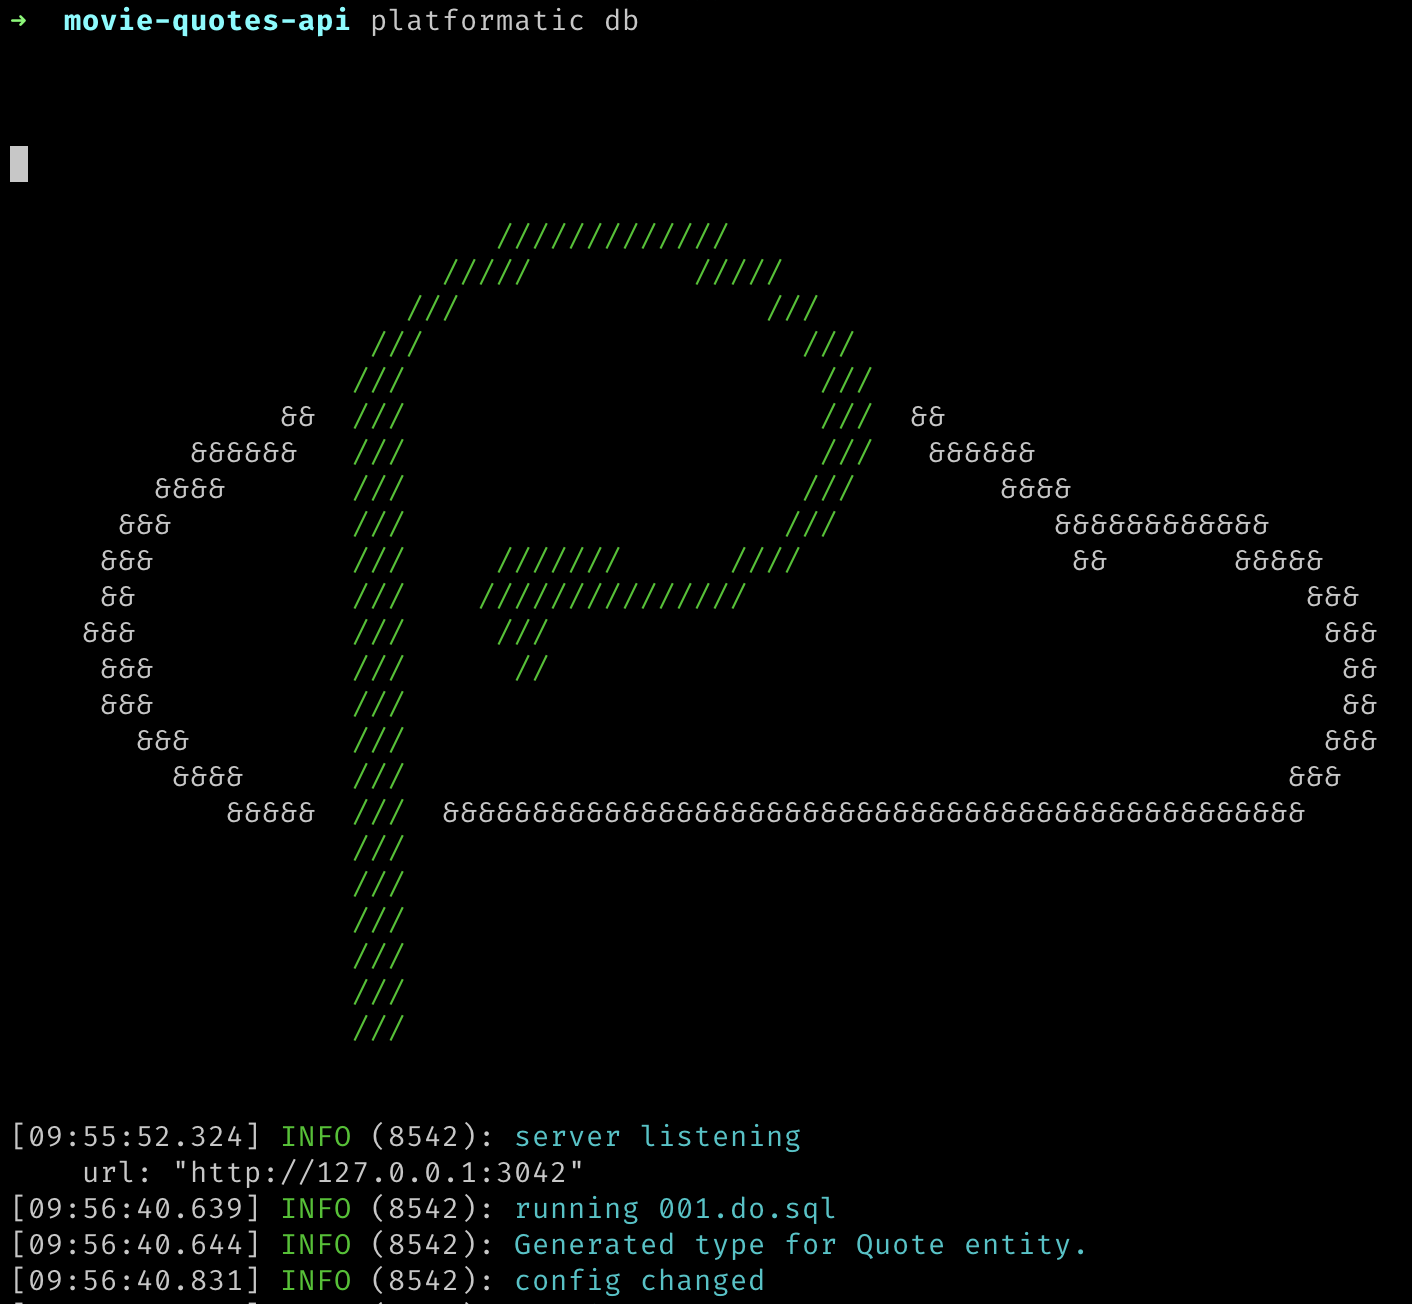 ➜  movie-quotes-api platformatic db
                           /////////////
                        /////         /////
                      ///                 ///
                    ///                     ///
                   ///                       ///
               &&  ///                       ///  &&
          &&&&&&   ///                       ///   &&&&&&
        &&&&       ///                      ///        &&&&
      &&&          ///                     ///            &&&&&&&&&&&&
     &&&           ///     ///////      ////               &&       &&&&&
     &&            ///    ///////////////                               &&&
    &&&            ///     ///                                           &&&
     &&&           ///      //                                            &&
     &&&           ///                                                    &&
       &&&         ///                                                   &&&
         &&&&      ///                                                 &&&
            &&&&&  ///  &&&&&&&&&&&&&&&&&&&&&&&&&&&&&&&&&&&&&&&&&&&&&&&&
                   ///
                   ///
                   ///
                   ///
                   ///
                   ///
[09:55:52.324] INFO (8542): server listening
    url: "http://127.0.0.1:3042"
[09:56:40.639] INFO (8542): running 001.do.sql
[09:56:40.644] INFO (8542): Generated type for Quote entity.
[09:56:40.831] INFO (8542): config changed